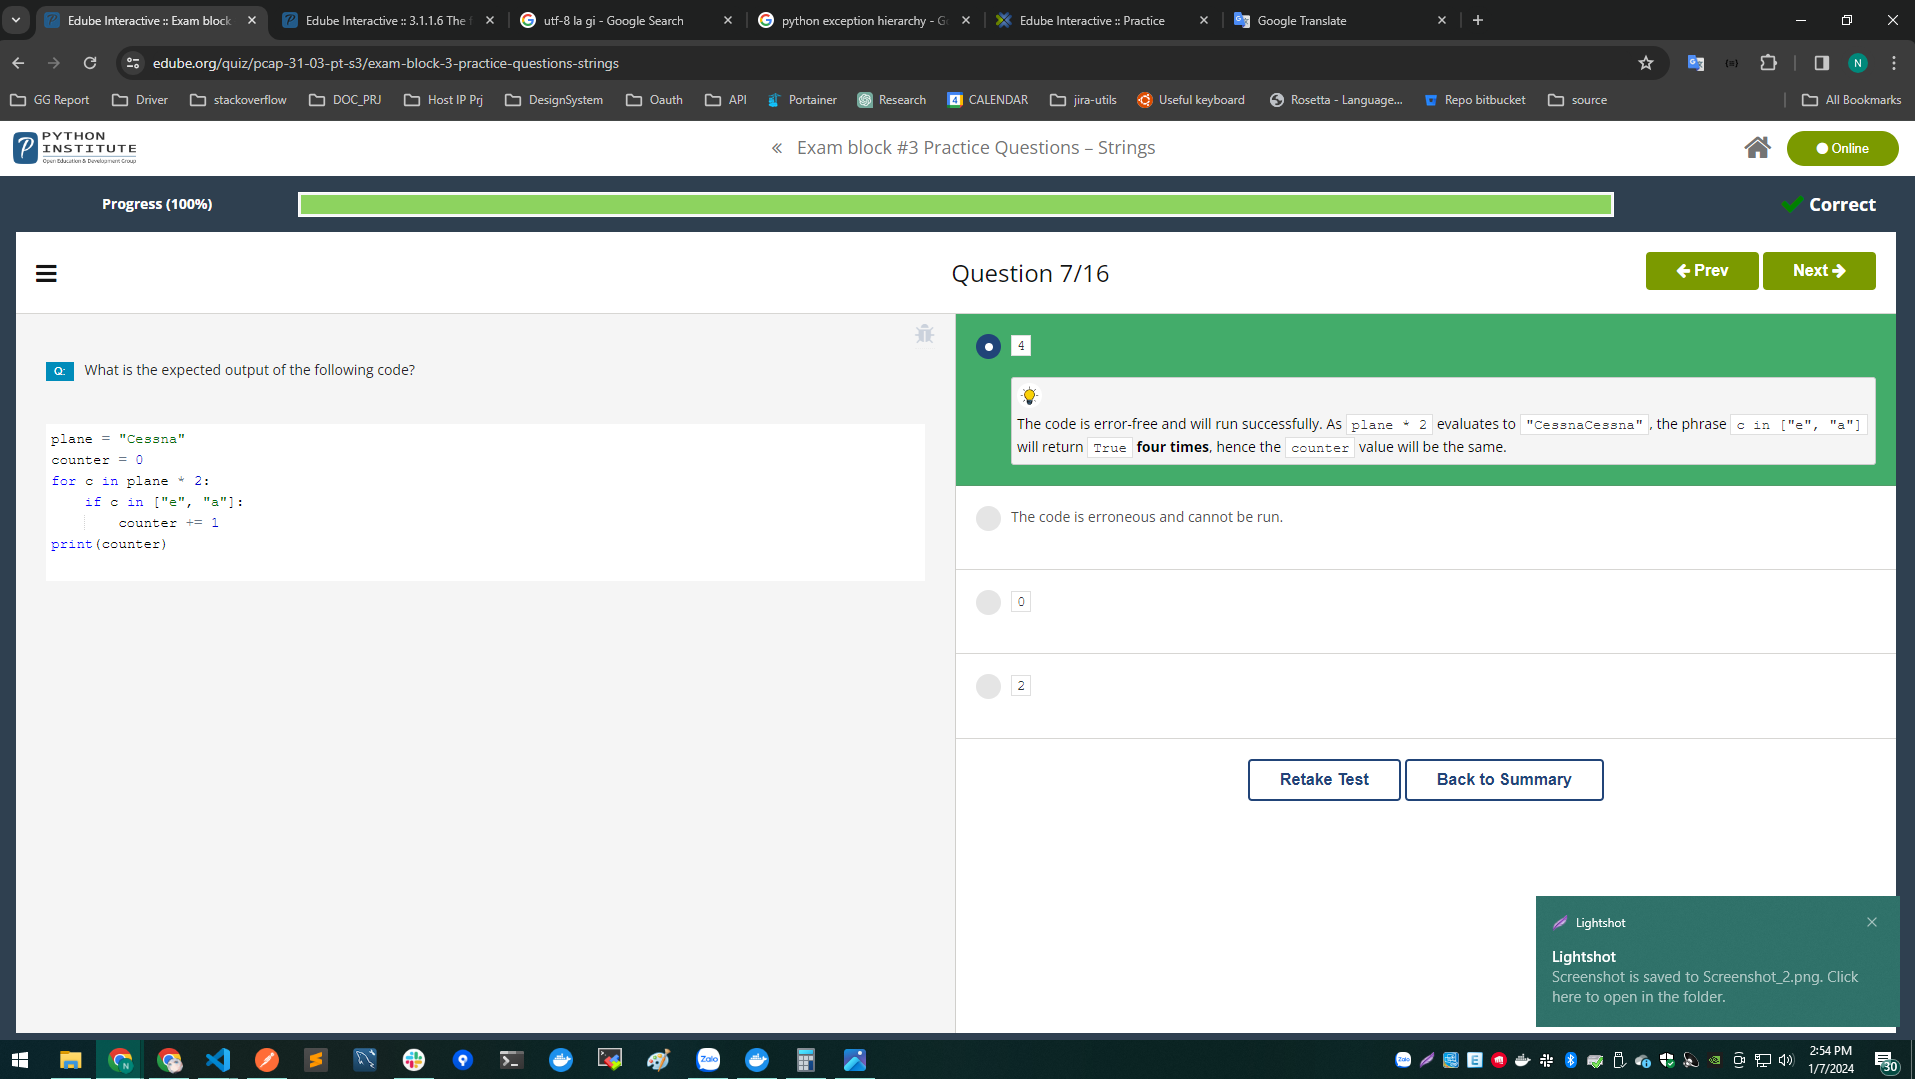 Edube Interactive :: Exam block
Edube Interactive :: 3.1.1.6 The
utf-8 la gi - Google Search
python exception hierarchy - G
Edube Interactive :: Practice
Google Translate
edube.org/quiz/pcap-31-03-pt-s3/exam-block-3-practice-questions-strings
N
GG Report
Driver
stackoverflow
DOC_PRJ
Host IP Prj
DesignSystem
Oauth
API
Portainer
Research
CALENDAR
jira-utils
Useful keyboard
Rosetta - Language...
Repo bitbucket
source
All Bookmarks
PYTHON
INSTITUTE
Open Education & Development Group
« Exam block #3 Practice Questions – Strings
Online
Progress (100%)
Correct
Question 7/16
Prev
Next
Q: What is the expected output of the following code?
plane = "Cessna"
counter = 0
for c in plane * 2:
    if c in ["e", "a"]:
        counter += 1
print(counter)
4
The code is error-free and will run successfully. As plane * 2 evaluates to "CessnaCessna", the phrase c in ["e", "a"]
will return True four times, hence the counter value will be the same.
The code is erroneous and cannot be run.
0
2
Retake Test
Back to Summary
Lightshot
Lightshot
Screenshot is saved to Screenshot_2.png. Click
here to open in the folder.
Zalo
2:54 PM
1/7/2024
30